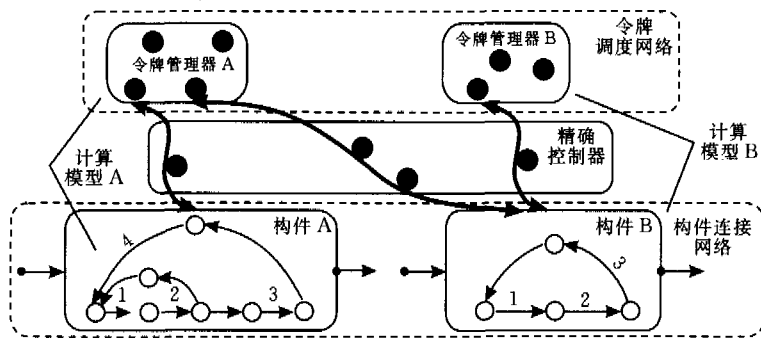 令牌
调度网络
令牌管理器 A
令牌管理器 B
精确
控制器
计算
模型 A
计算
模型 B
构件 A
构件 B
构件连接
网络
4
1
2
3
3
1
2